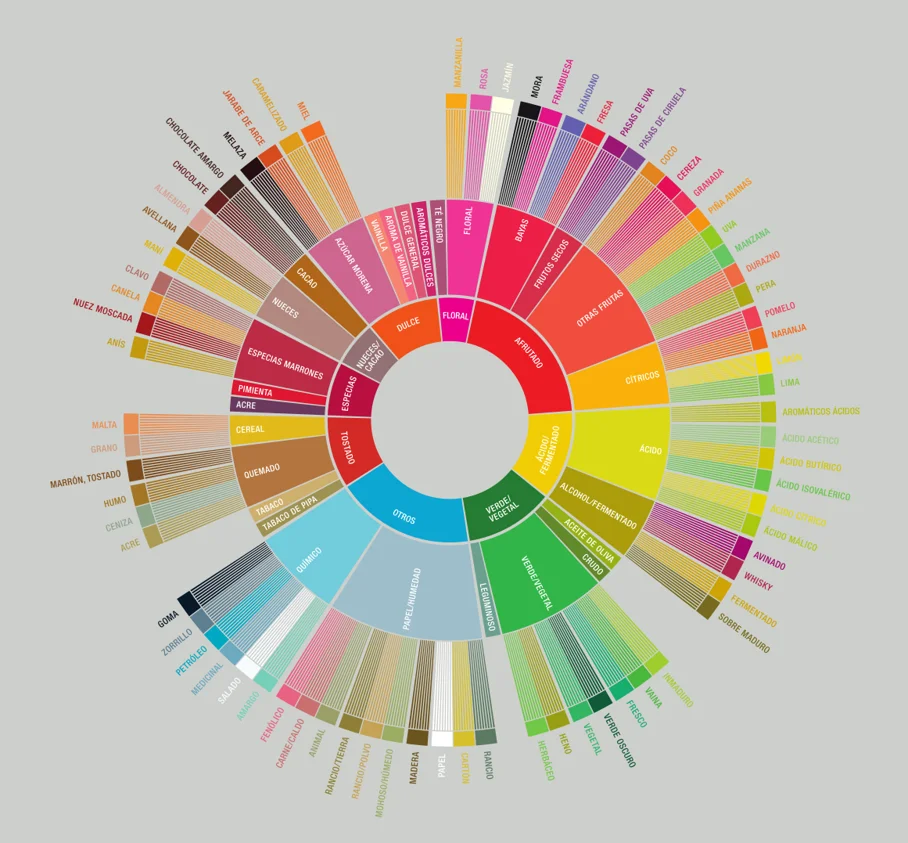 FLORAL
AFRUTADO
ÁCIDO/
FERMENTADO
VERDE/
VEGETAL
OTROS
TOSTADO
ESPECIAS
NUECES/
CACAO
DULCE
TÉ NEGRO
FLORAL
BAYAS
FRUTOS SECOS
OTRAS FRUTAS
CÍTRICOS
ÁCIDO
ALCOHOL/FERMENTADO
ACEITE DE OLIVA
CRUDO
VERDE/VEGETAL
LEGUMINOSO
PAPEL/HUMEDAD
QUÍMICO
TABACO DE PIPA
TABACO
QUEMADO
CEREAL
ACRE
PIMIENTA
ESPECIAS MARRONES
NUECES
CACAO
AZÚCAR MORENA
VAINILLA
AROMA DE VAINILLA
DULCE GENERAL
AROMÁTICOS DULCES
MANZANILLA
ROSA
JAZMÍN
MORA
FRAMBUESA
ARÁNDANO
FRESA
PASAS DE UVA
PASAS DE CIRUELA
COCO
CEREZA
GRANADA
PIÑA ANANAS
UVA
MANZANA
DURAZNO
PERA
POMELO
NARANJA
LIMA
AROMÁTICOS ÁCIDOS
ÁCIDO ACÉTICO
ÁCIDO BUTÍRICO
ÁCIDO ISOVALÉRICO
ÁCIDO CÍTRICO
ÁCIDO MÁLICO
AVINADO
WHISKY
FERMENTADO
SOBRE MADURO
INMADURO
VAINA
FRESCO
VERDE OSCURO
VEGETAL
HENO
HERBÁCEO
RANCIO
CARTÓN
PAPEL
MADERA
MOHOSO/HÚMEDO
RANCIO/POLVO
RANCIO/TIERRA
ANIMAL
CARNE/CALDO
FENÓLICO
AMARGO
SALADO
MEDICINAL
PETRÓLEO
ZORRILLO
GOMA
ACRE
CENIZA
HUMO
MARRÓN, TOSTADO
GRANO
MALTA
ANÍS
NUEZ MOSCADA
CANELA
CLAVO
MANÍ
AVELLANA
ALMENDRA
CHOCOLATE
CHOCOLATE AMARGO
MELAZA
JARABE DE ARCE
CARAMELIZADO
MIEL